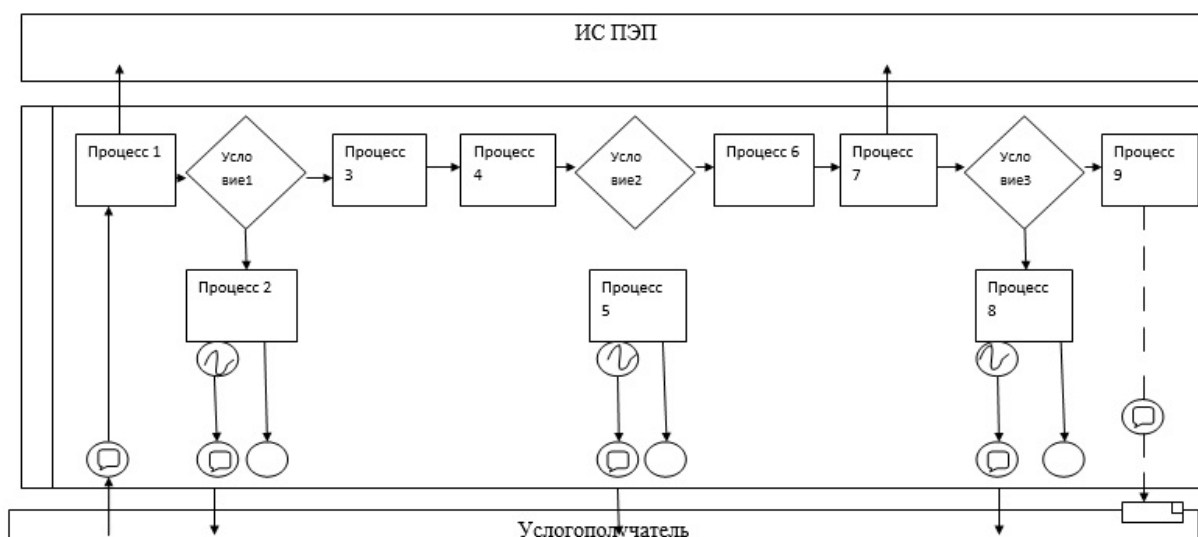 ИС ПЭП
Процесс 1
Усло
вие1
Процесс
3
Процесс
4
Усло
вие2
Процесс 6
Процесс
7
Усло
вие3
Процесс
9
Процесс 2
Процесс
5
Процесс
8
Услогополучатель